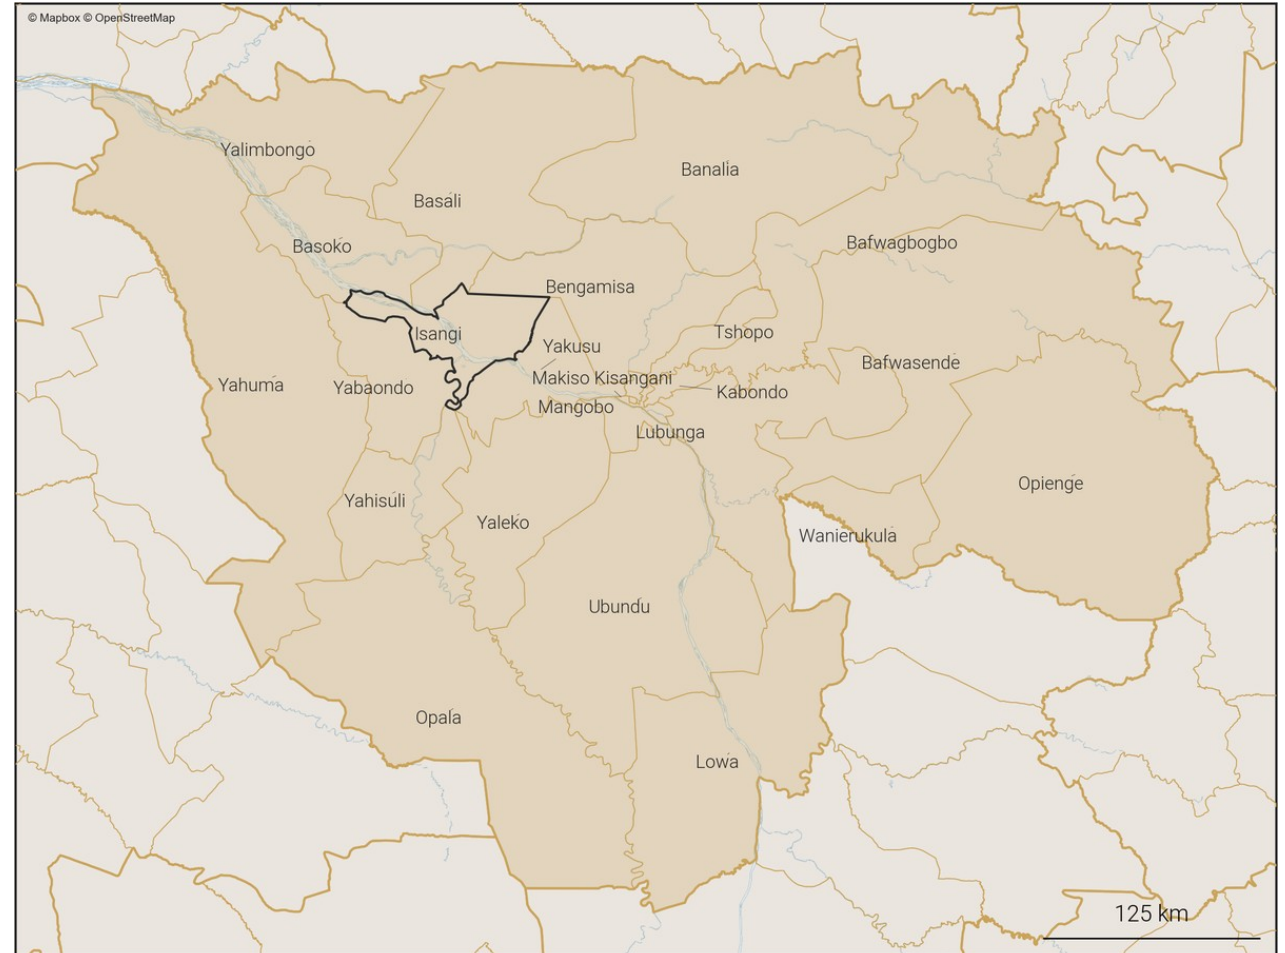 © Mapbox © OpenStreetMap
Yalimbongo
Banalia
Basali
Basoko
Bafwagbogbo
Bengamisa
Isangi
Tshopo
Yakusu
Bafwasende
Yahuma
Yabaondo
Makiso Kisangani
Kabondo
Mangobo
Lubunga
Opienge
Yahisuli
Yaleko
Wanierukula
Ubundu
Opala
Lowa
125 km